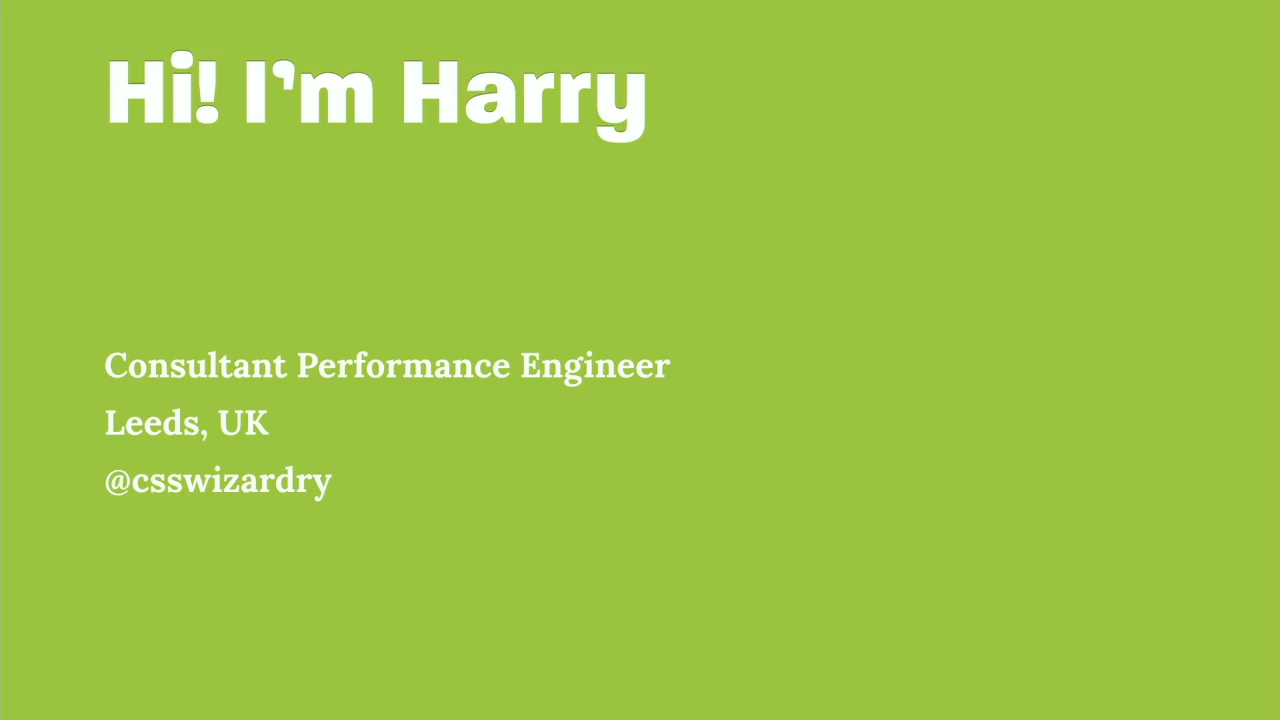 Hi! I’m Harry
Consultant Performance Engineer
Leeds, UK
@csswizardry